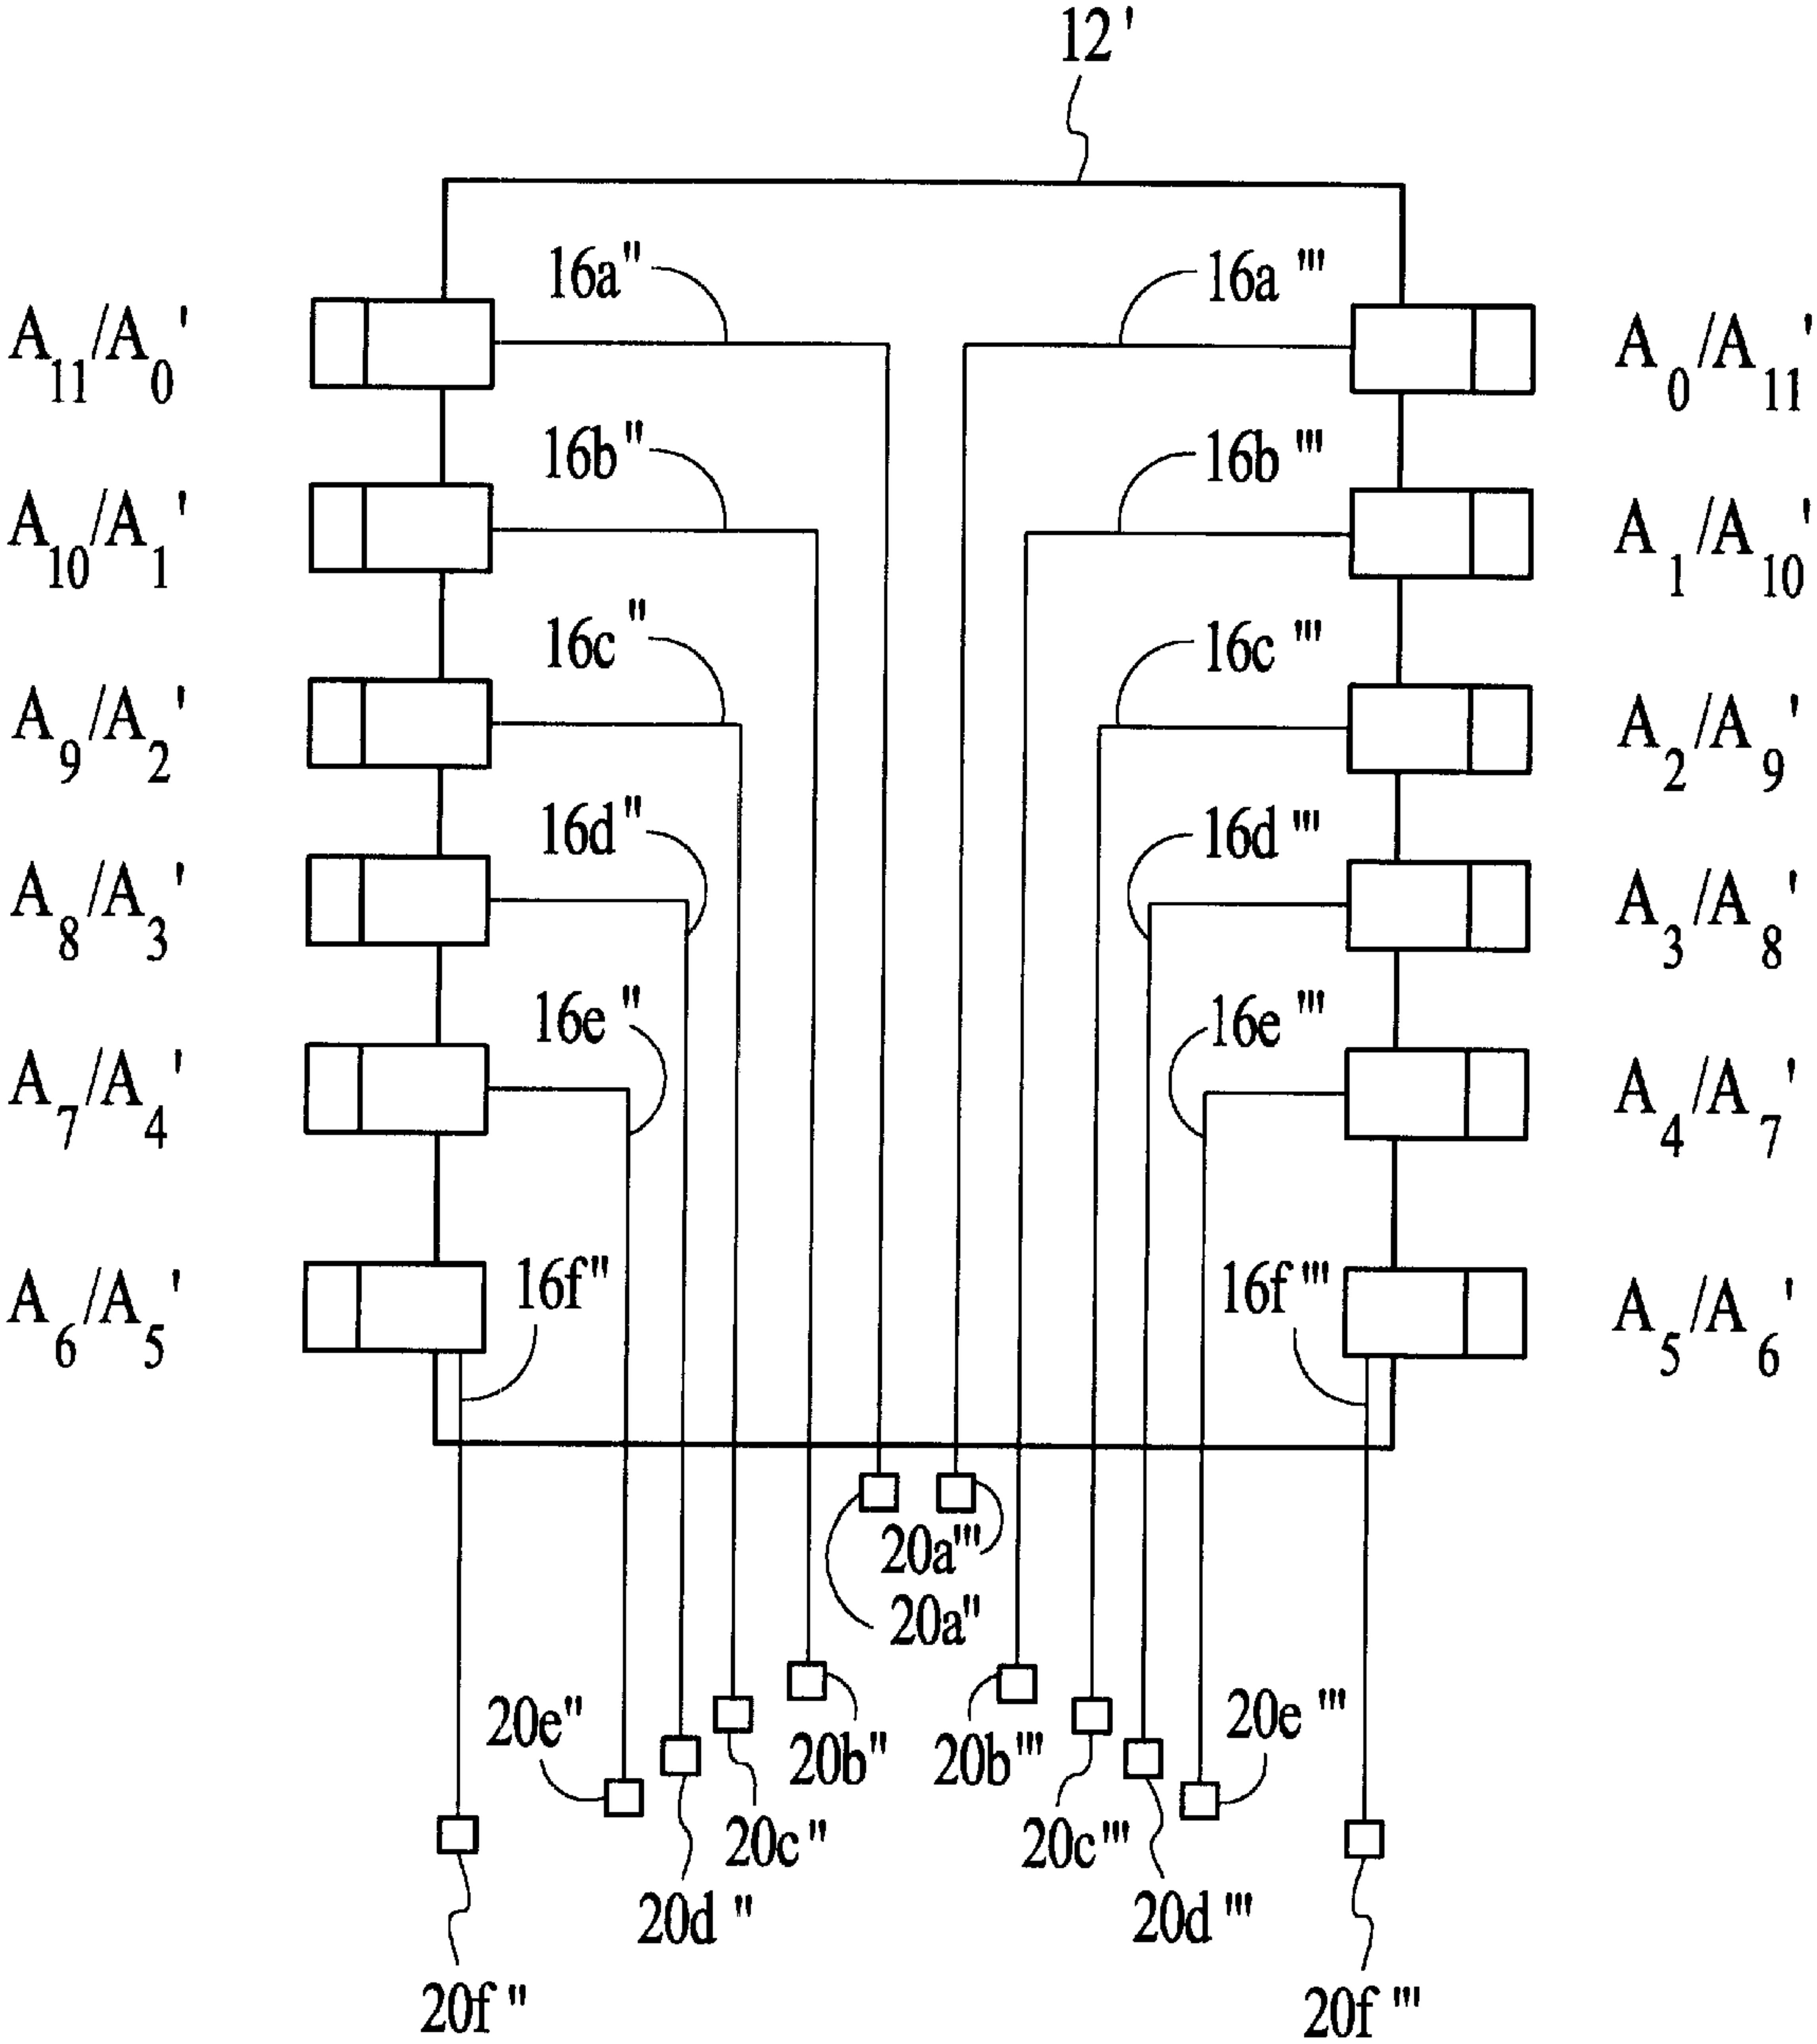 12 '
16a " 16a '''
A11/A0' A0/A11'
16b " 16b '''
A10/A1' A1/A10'
16c " 16c '''
A9/A2' A2/A9'
16d " 16d '''
A8/A3' A3/A8'
16e " 16e '''
A7/A4' A4/A7'
16f " 16f '''
A6/A5' A5/A6'
20a'''
20a"
20e" 20b" 20b''' 20e '''
20c " 20c '''
20d " 20d '''
20f " 20f '''